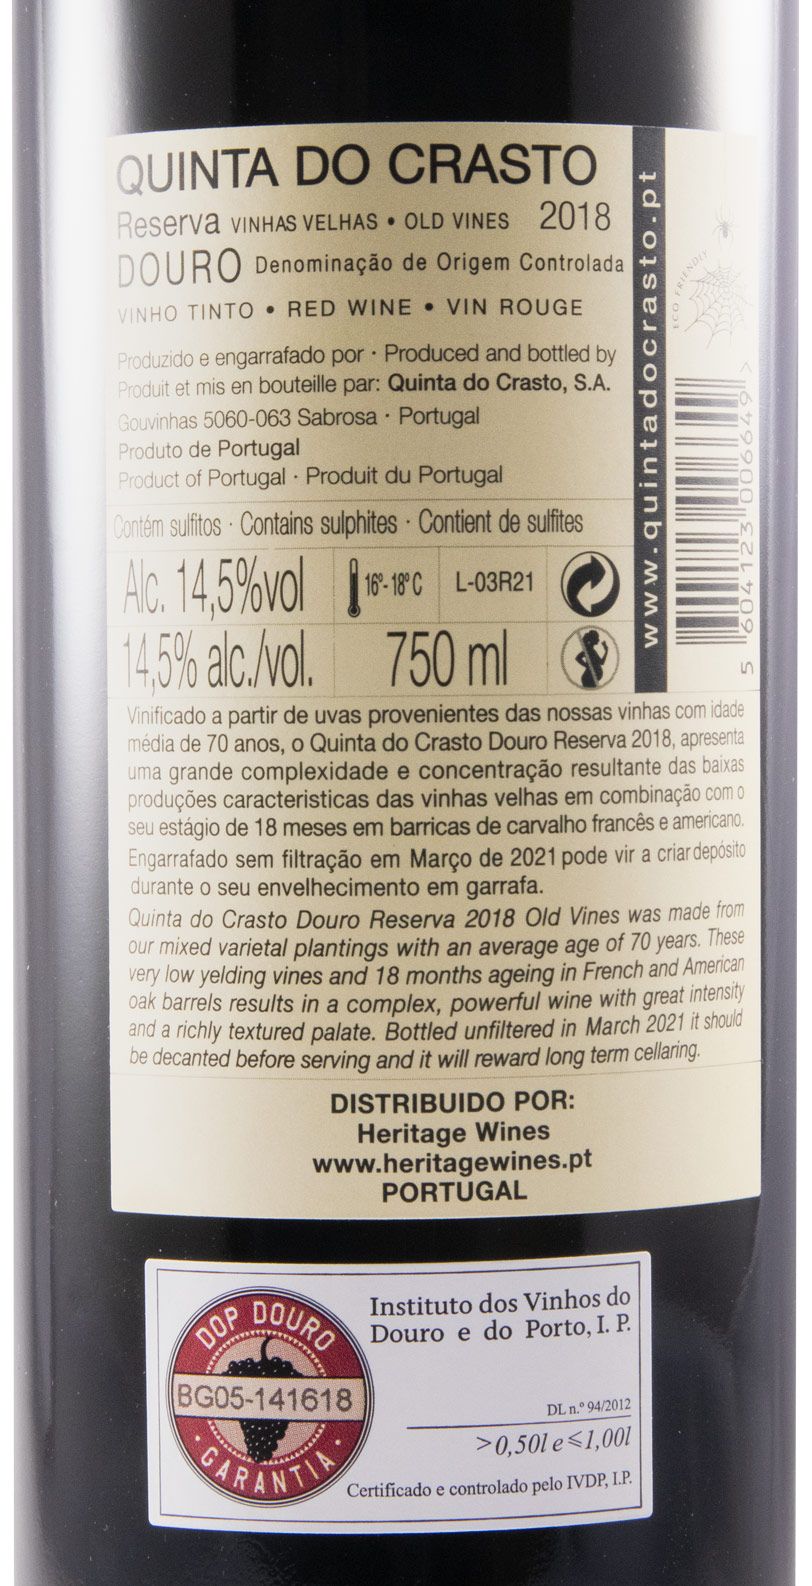 QUINTA DO CRASTO
Reserva VINHAS VELHAS • OLD VINES 2018
DOURO Denominação de Origem Controlada
VINHO TINTO • RED WINE • VIN ROUGE
Produzido e engarrafado por · Produced and bottled by
Produit et mis en bouteille par: Quinta do Crasto, S.A.
Gouvinhas 5060-063 Sabrosa · Portugal
Produto de Portugal
Product of Portugal · Produit du Portugal
Contém sulfitos · Contains sulphites · Contient de sulfites
Alc. 14,5%vol 16º-18ºC L-03R21
14,5% alc./vol. 750 ml
www.quintadocrasto.pt
ECO FRIENDLY
5 604123 006649 >
Vinificado a partir de uvas provenientes das nossas vinhas com idade
média de 70 anos, o Quinta do Crasto Douro Reserva 2018, apresenta
uma grande complexidade e concentração resultante das baixas
produções caracteristicas das vinhas velhas em combinação com o
seu estágio de 18 meses em barricas de carvalho francês e americano.
Engarrafado sem filtração em Março de 2021 pode vir a criar depósito
durante o seu envelhecimento em garrafa.
Quinta do Crasto Douro Reserva 2018 Old Vines was made from
our mixed varietal plantings with an average age of 70 years. These
very low yelding vines and 18 months ageing in French and American
oak barrels results in a complex, powerful wine with great intensity
and a richly textured palate. Bottled unfiltered in March 2021 it should
be decanted before serving and it will reward long term cellaring.
DISTRIBUIDO POR:
Heritage Wines
www.heritagewines.pt
PORTUGAL
DOP DOURO
BG05-141618
· GARANTIA ·
Instituto dos Vinhos do
Douro e do Porto, I. P.
DL n.º 94/2012
>0,50l e ≤1,00l
Certificado e controlado pelo IVDP, I.P.